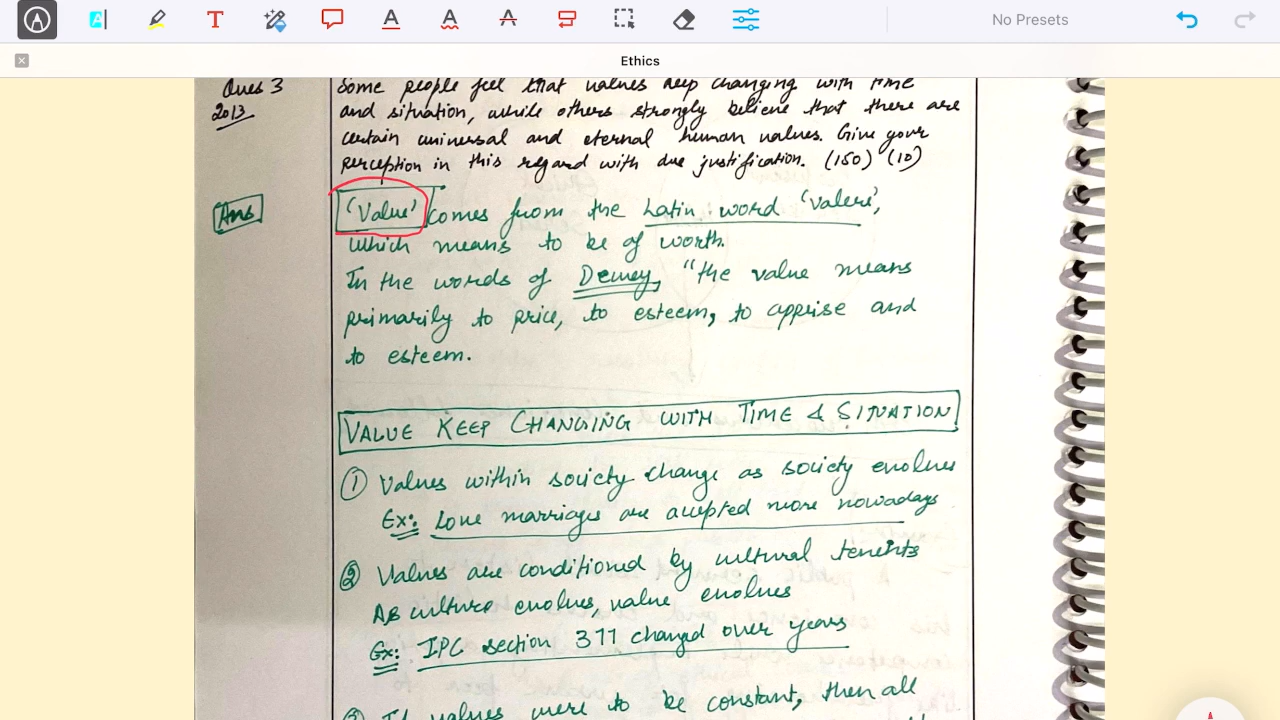 No Presets
Ethics
Ques 3
2013
Some people feel that values keep changing with time
and situation, while others strongly believe that there are
certain universal and eternal human values. Give your
perception in this regard with due justification. (150) (10)
Ans
'Value' comes from the Latin word 'valere',
which means to be of worth.
In the words of Dewey, "the value means
primarily to price, to esteem, to apprise and
to esteem.
VALUE KEEP CHANGING WITH TIME & SITUATION
① Values within society change as society evolves
Ex: Love marriages are accepted more nowadays
② Values are conditioned by cultural tenents
As culture evolves, value evolves
Ex: IPC section 377 changed over years
③ If values were to be constant, then all